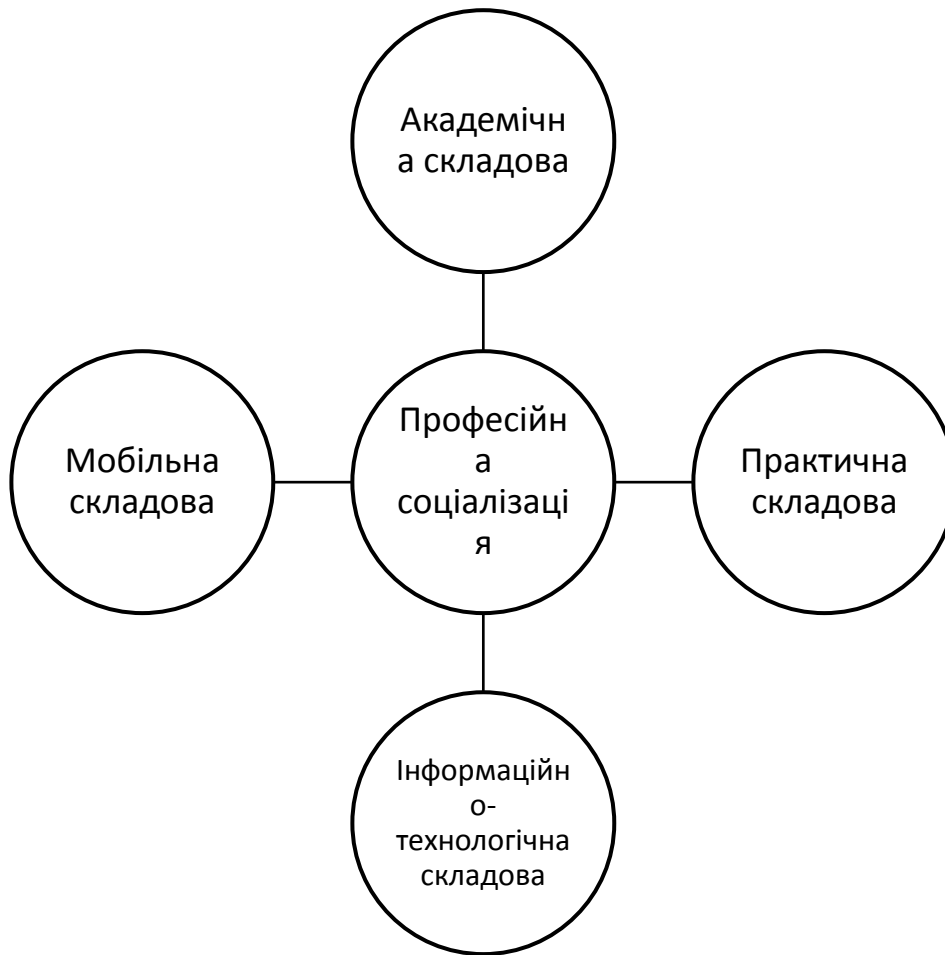 Академічн
а складова
Мобільна
складова
Професійн
а
соціалізаці
я
Практична
складова
Інформаційн
о-
технологічна
складова